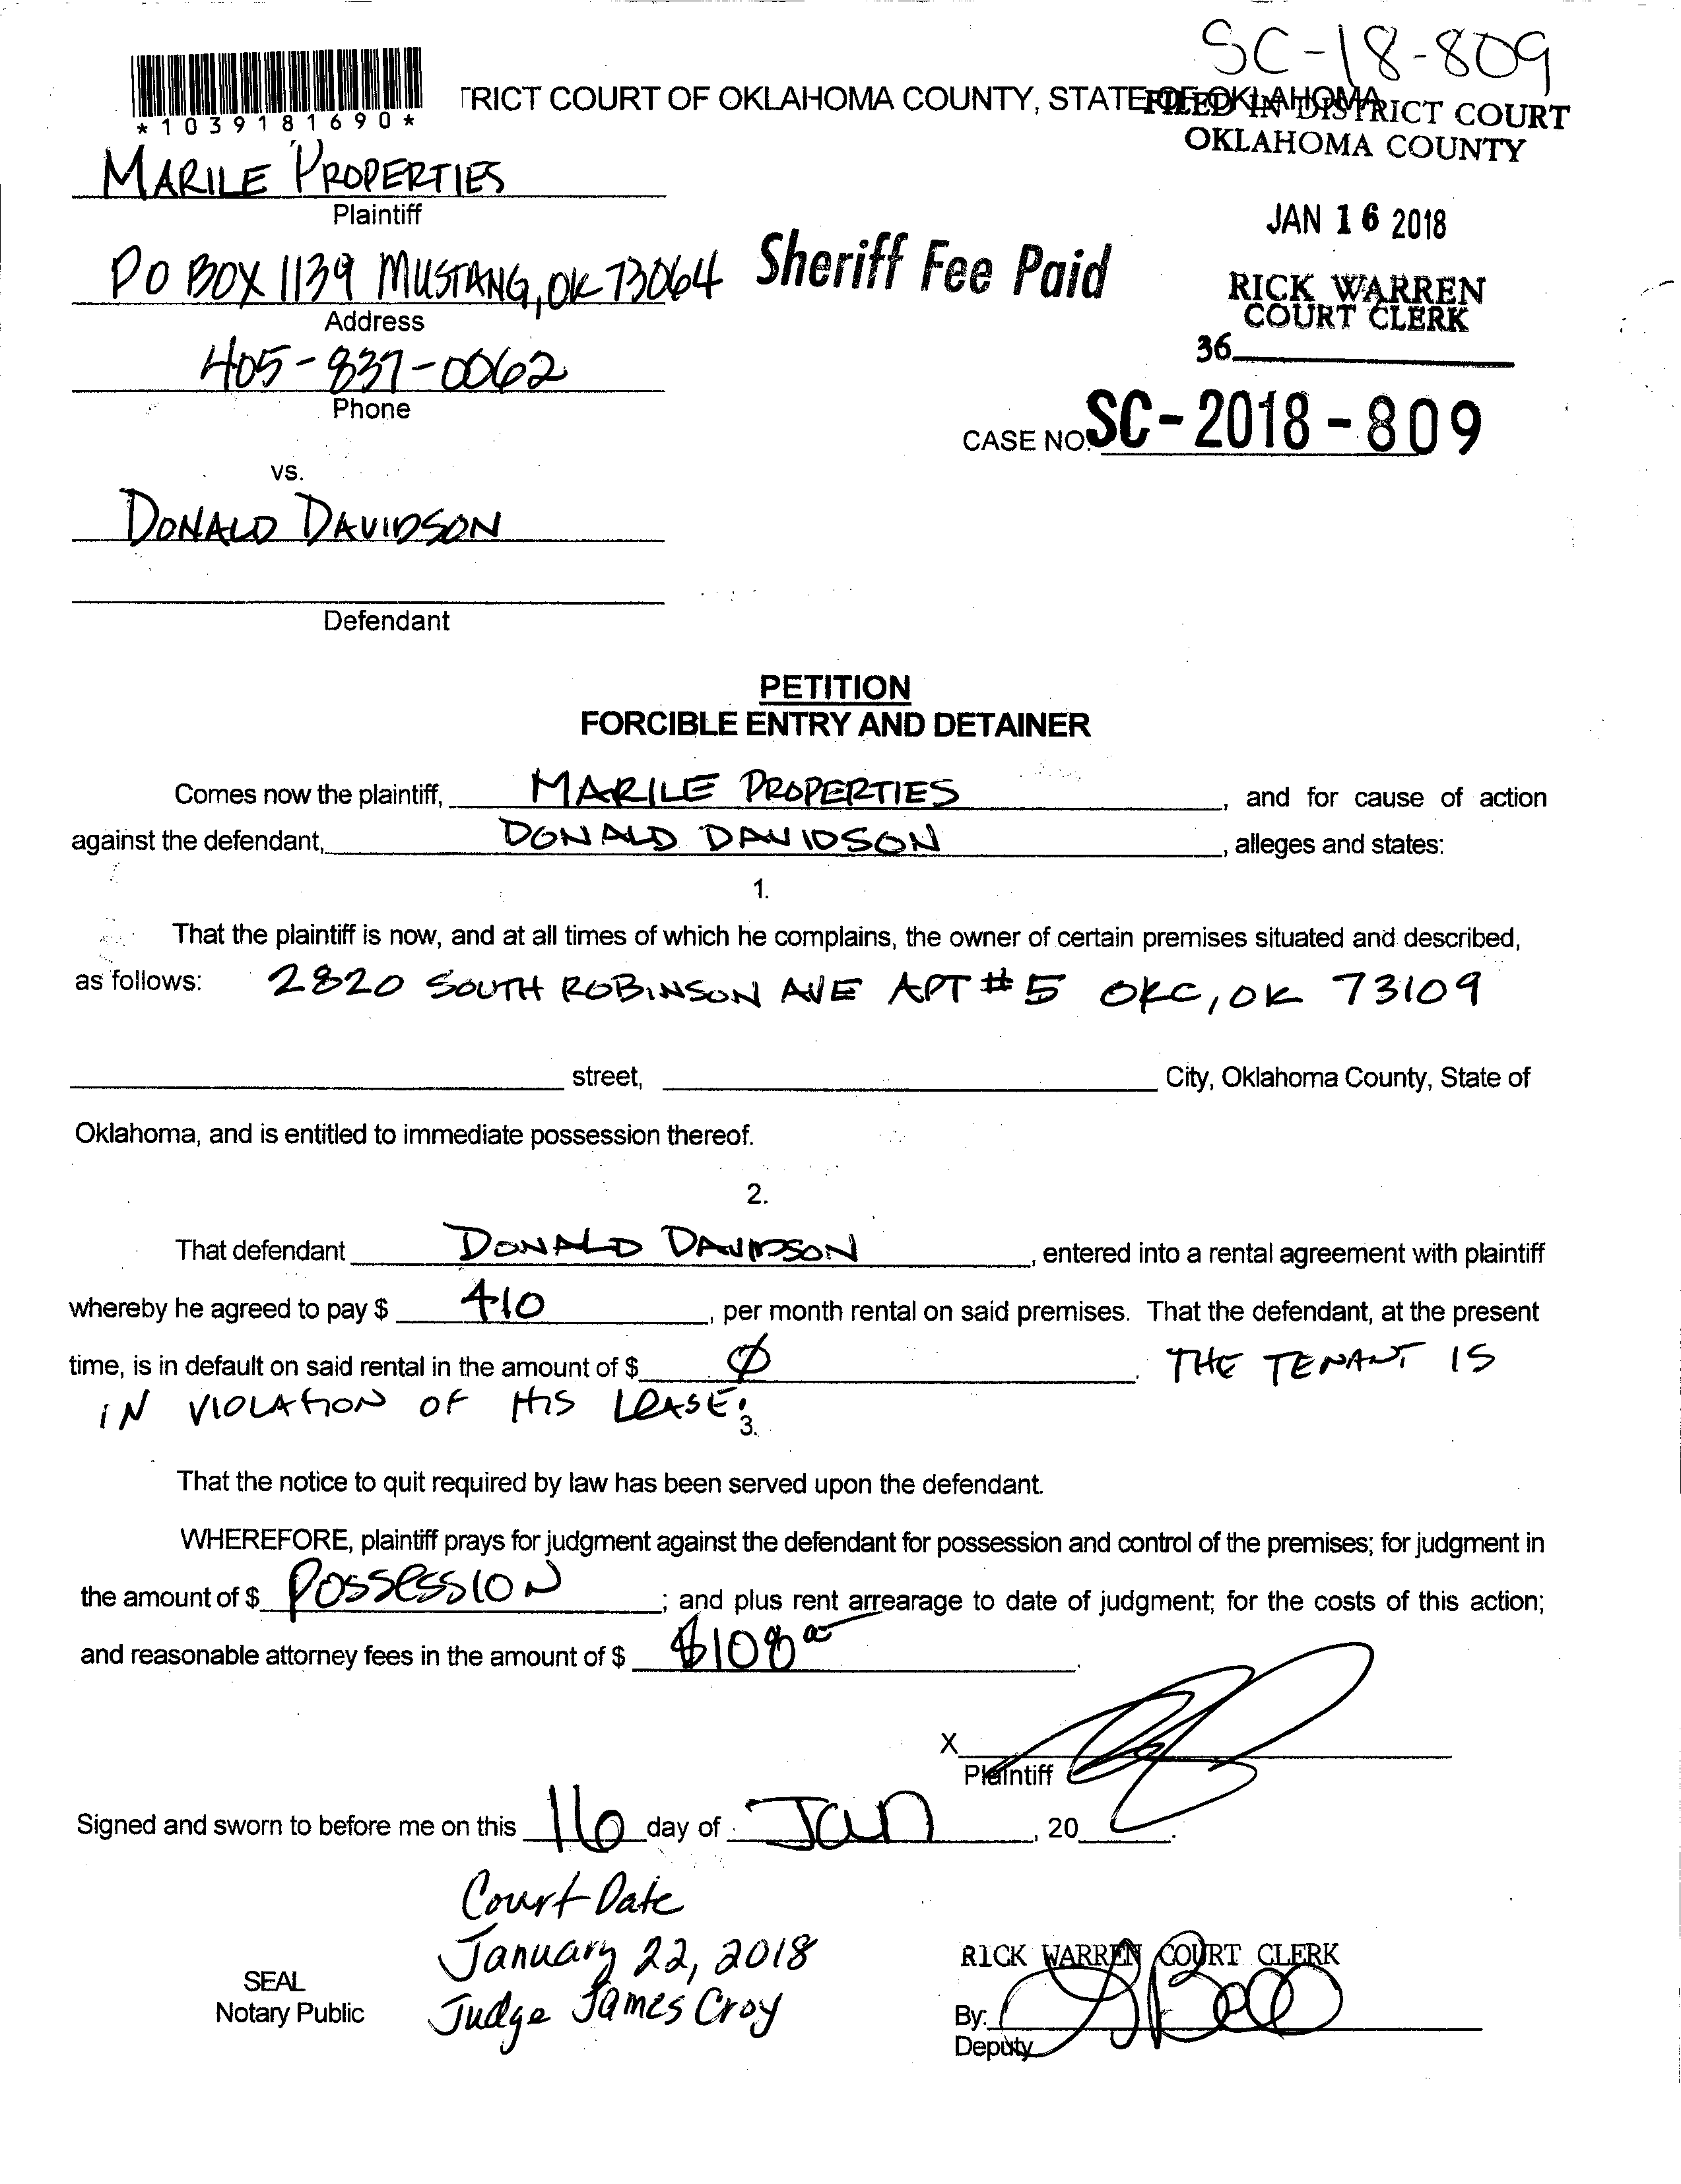 SC-18-809
*1039181690*
TRICT COURT OF OKLAHOMA COUNTY, STATE OF OKLAHOMA
FILED IN DISTRICT COURT
OKLAHOMA COUNTY
MARILE PROPERTIES
Plaintiff
JAN 16 2018
PO BOX 1139 MUSTANG, OK 73064
Sheriff Fee Paid
Address
RICK WARREN
COURT CLERK
36
405-837-0062
Phone
CASE NO. SC-2018-809
vs.
DONALD DAVIDSON
Defendant
PETITION
FORCIBLE ENTRY AND DETAINER
Comes now the plaintiff, MARILE PROPERTIES, and for cause of action
against the defendant, DONALD DAVIDSON, alleges and states:
1.
That the plaintiff is now, and at all times of which he complains, the owner of certain premises situated and described,
as follows: 2820 SOUTH ROBINSON AVE APT #5 OKC, OK 73109
street, City, Oklahoma County, State of
Oklahoma, and is entitled to immediate possession thereof.
2.
That defendant DONALD DAVIDSON, entered into a rental agreement with plaintiff
whereby he agreed to pay $ 410, per month rental on said premises. That the defendant, at the present
time, is in default on said rental in the amount of $ Ø. THE TENANT IS
IN VIOLATION OF HIS LEASE.
3.
That the notice to quit required by law has been served upon the defendant.
WHEREFORE, plaintiff prays for judgment against the defendant for possession and control of the premises; for judgment in
the amount of $ POSSESSION; and plus rent arrearage to date of judgment; for the costs of this action;
and reasonable attorney fees in the amount of $ $108.
X
Plaintiff
Signed and sworn to before me on this 16 day of Jan, 20.
Court Date
January 22, 2018
Judge James Croy
SEAL
Notary Public
RICK WARREN COURT CLERK
By:
Deputy